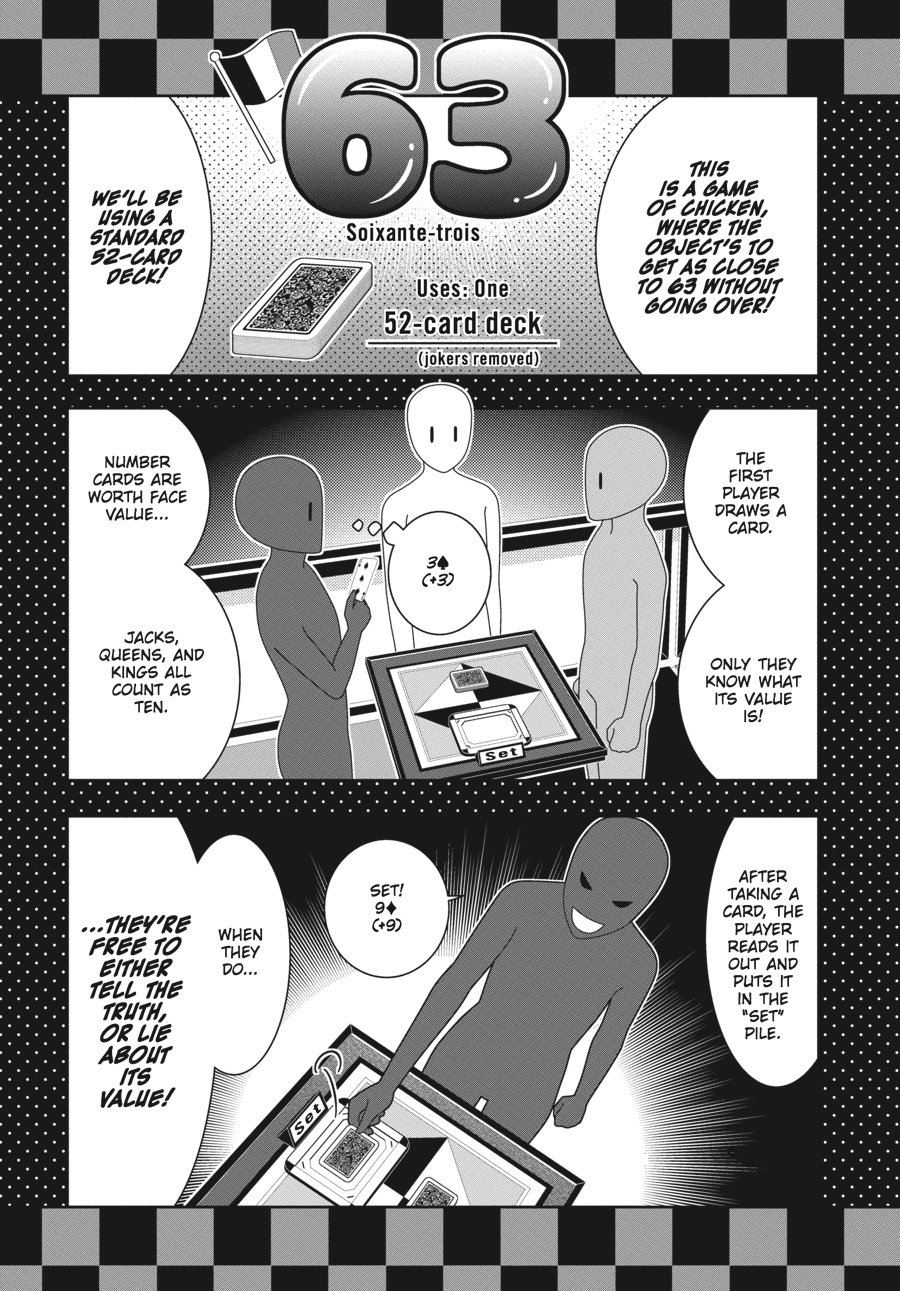 63
Soixante-trois
Uses: One
52-card deck
(jokers removed)
THIS
IS A GAME
OF CHICKEN,
WHERE THE
OBJECT'S TO
GET AS CLOSE
TO 63 WITHOUT
GOING OVER!
WE'LL BE
USING A
STANDARD
52-CARD
DECK!
THE
FIRST
PLAYER
DRAWS A
CARD.
ONLY THEY
KNOW WHAT
ITS VALUE
IS!
3♠
(+3)
Set
NUMBER
CARDS ARE
WORTH FACE
VALUE...
JACKS,
QUEENS, AND
KINGS ALL
COUNT AS
TEN.
AFTER
TAKING A
CARD, THE
PLAYER
READS IT
OUT AND
PUTS IT
IN THE
"SET"
PILE.
SET!
9♦
(+9)
Set
WHEN
THEY
DO...
...THEY'RE
FREE TO
EITHER
TELL THE
TRUTH,
OR LIE
ABOUT
ITS
VALUE!